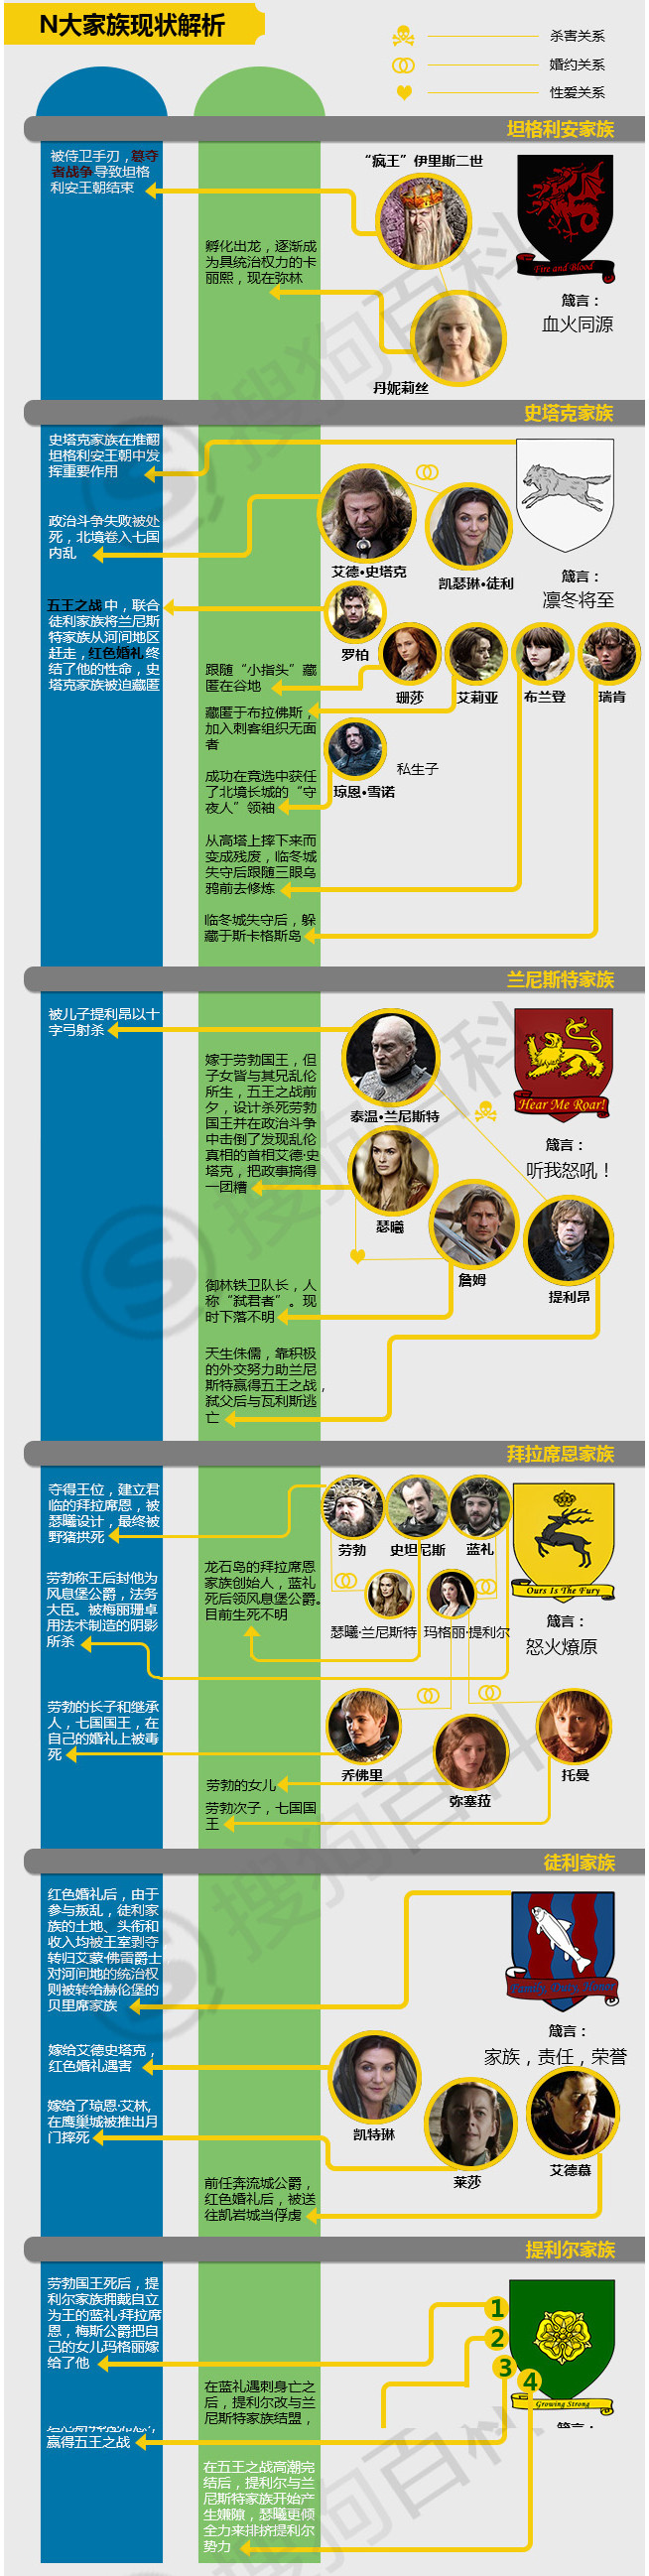 N大家族现状解析
杀害关系
婚约关系
性爱关系
坦格利安家族
被侍卫手刃，篡夺
者战争导致坦格
利安王朝结束
“疯王”伊里斯二世
Fire and Blood
孵化出龙，逐渐成
为具统治权力的卡
丽熙，现在弥林
箴言：
血火同源
丹妮莉丝
史塔克家族
史塔克家族在推翻
坦格利安王朝中发
挥重要作用
政治斗争失败被处
死，北境卷入七国
内乱
艾德·史塔克
凯瑟琳·徒利
箴言：
凛冬将至
五王之战中，联合
徒利家族将兰尼斯
特家族从河间地区
赶走，红色婚礼终
结了他的性命，史
塔克家族被迫藏匿
罗柏
珊莎
艾莉亚
布兰登
瑞肯
跟随“小指头”藏
匿在谷地
藏匿于布拉佛斯，
加入刺客组织无面
者
私生子
琼恩·雪诺
成功在竞选中获任
了北境长城的“守
夜人”领袖
从高塔上摔下来而
变成残废，临冬城
失守后跟随三眼乌
鸦前去修炼
临冬城失守后，躲
藏于斯卡格斯岛
兰尼斯特家族
被儿子提利昂以十
字弓射杀
Hear Me Roar!
泰温·兰尼斯特
箴言：
听我怒吼！
嫁于劳勃国王，但
子女皆与其兄乱伦
所生，五王之战前
夕，设计杀死劳勃
国王并在政治斗争
中击倒了发现乱伦
真相的首相艾德·史
塔克，把政事搞得
一团糟
瑟曦
詹姆
提利昂
御林铁卫队长，人
称“弑君者”。现
时下落不明
天生侏儒，靠积极
的外交努力助兰尼
斯特赢得五王之战，
弑父后与瓦利斯逃
亡
拜拉席恩家族
夺得王位，建立君
临的拜拉席恩，被
瑟曦设计，最终被
野猪拱死
劳勃
史坦尼斯
蓝礼
Ours Is The Fury
箴言：
怒火燎原
劳勃称王后封他为
风息堡公爵，法务
大臣。被梅丽珊卓
用法术制造的阴影
所杀
龙石岛的拜拉席恩
家族创始人，蓝礼
死后领风息堡公爵。
目前生死不明
瑟曦·兰尼斯特
玛格丽·提利尔
劳勃的长子和继承
人，七国国王，在
自己的婚礼上被毒
死
乔佛里
弥塞菈
托曼
劳勃的女儿
劳勃次子，七国国
王
徒利家族
红色婚礼后，由于
参与叛乱，徒利家
族的土地、头衔和
收入均被王室剥夺
转归艾蒙·佛雷爵士
对河间地的统治权
则被转给赫伦堡的
贝里席家族
Family, Duty, Honor
箴言：
家族，责任，荣誉
嫁给艾德史塔克，
红色婚礼遇害
嫁给了琼恩·艾林,
在鹰巢城被推出月
门摔死
凯特琳
莱莎
艾德慕
前任奔流城公爵，
红色婚礼后，被送
往凯岩城当俘虏
提利尔家族
劳勃国王死后，提
利尔家族拥戴自立
为王的蓝礼·拜拉席
恩，梅斯公爵把自
己的女儿玛格丽嫁
给了他
1
2
3
4
Growing Strong
在蓝礼遇刺身亡之
后，提利尔改与兰
尼斯特家族结盟，
赢得五王之战
在五王之战高潮完
结后，提利尔与兰
尼斯特家族开始产
生嫌隙，瑟曦更倾
全力来排挤提利尔
势力
搜狗百科